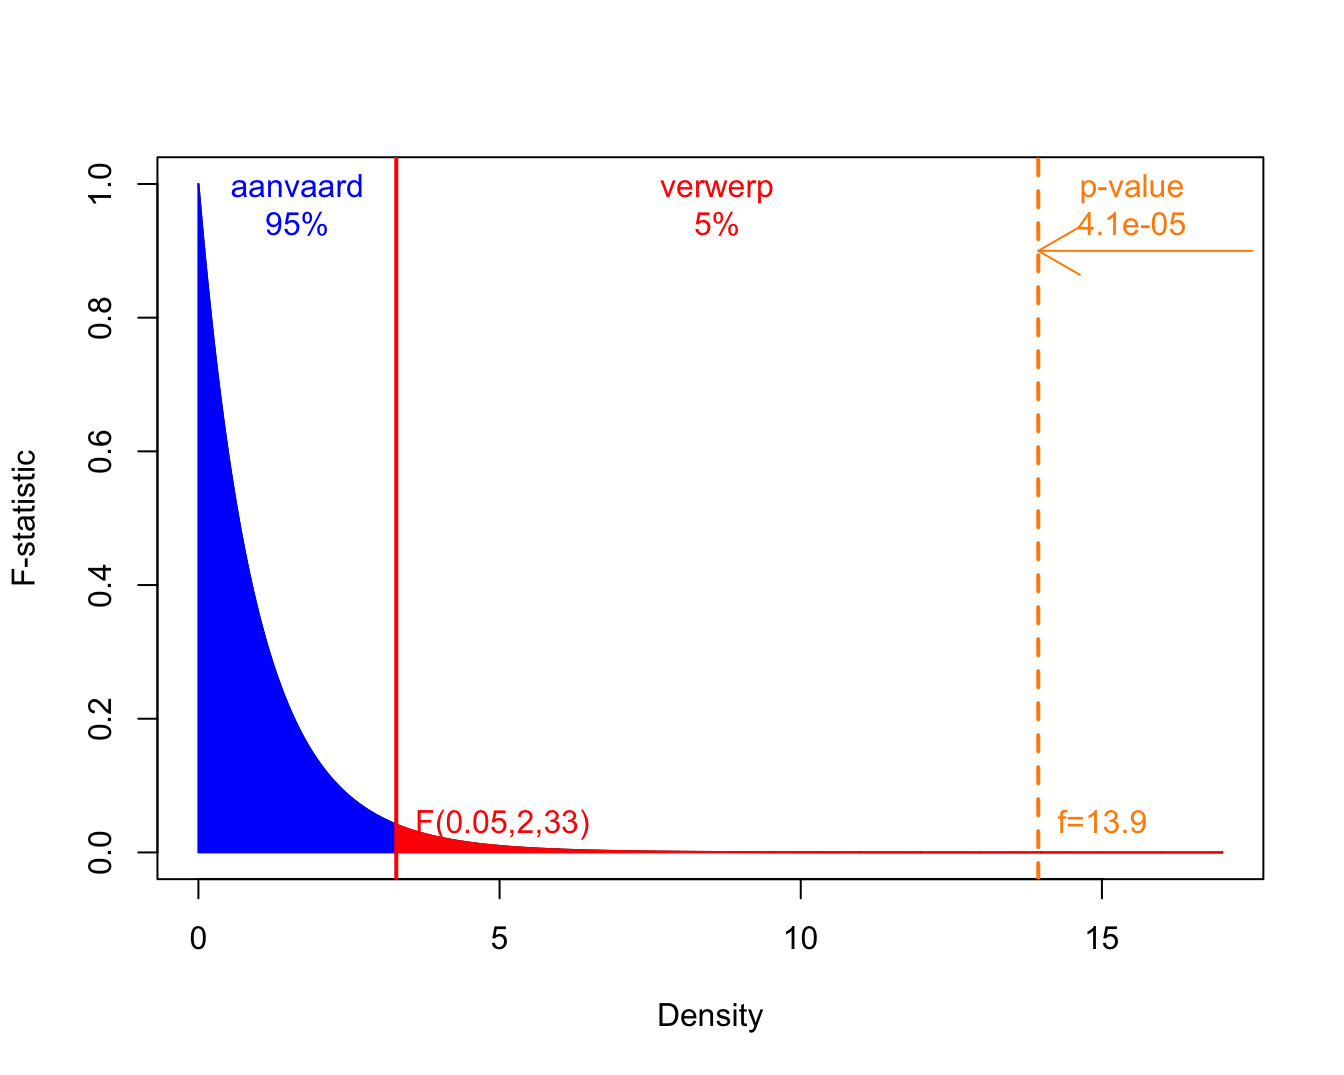 aanvaard
95%
verwerp
5%
p-value
4.1e-05
F(0.05,2,33)
f=13.9
F-statistic
1.0
0.8
0.6
0.4
0.2
0.0
0
5
10
15
Density